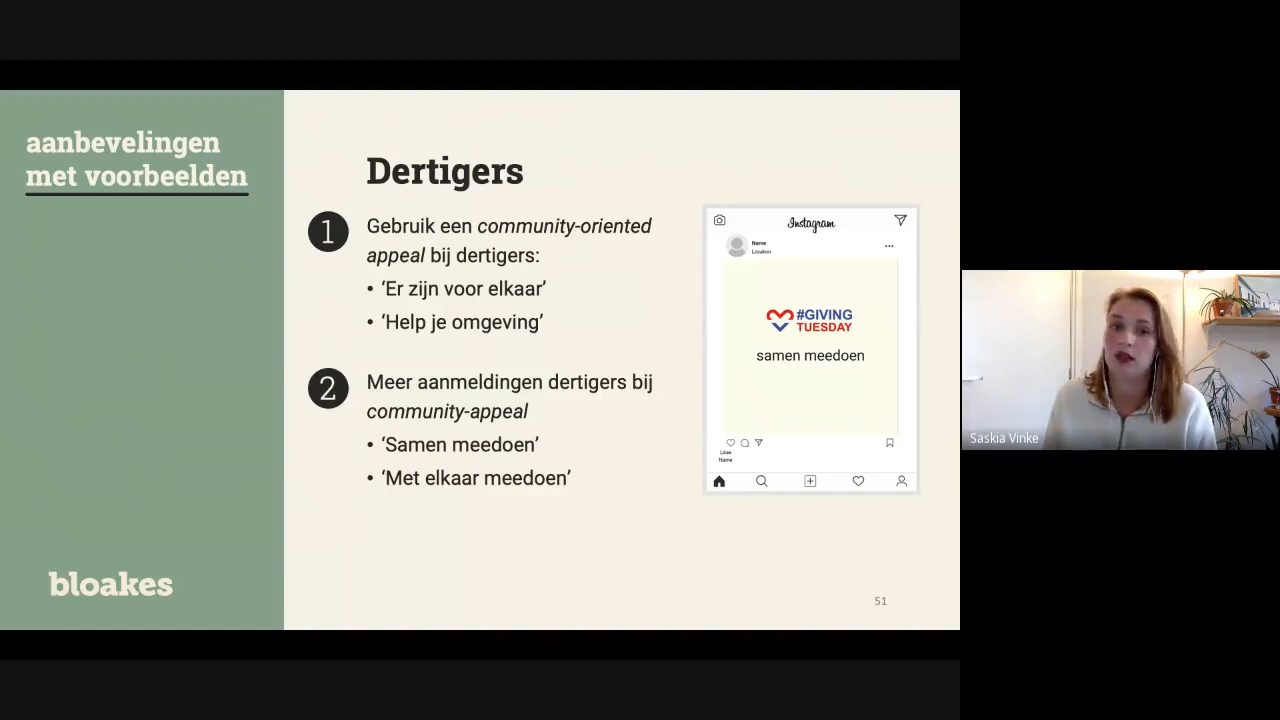 aanbevelingen
met voorbeelden
Dertigers
1 Gebruik een community-oriented
appeal bij dertigers:
• ‘Er zijn voor elkaar’
• ‘Help je omgeving’
2 Meer aanmeldingen dertigers bij
community-appeal
• ‘Samen meedoen’
• ‘Met elkaar meedoen’
Instagram
Name
Location
#GIVING
TUESDAY
samen meedoen
Likes
Name
bloakes
51
Saskia Vinke